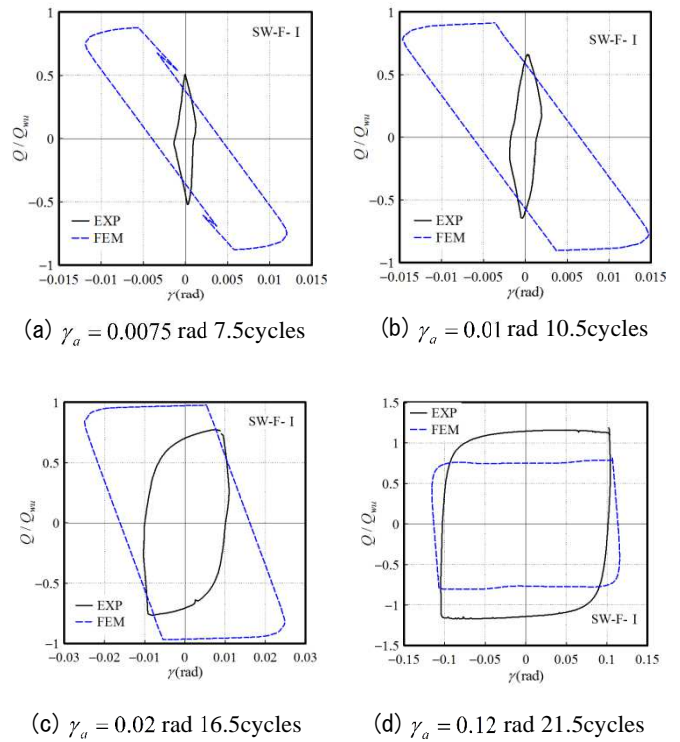 1
SW-F- I
0.5
Q / Q_wu
0
−0.5
EXP
FEM
−1
−0.015 −0.01 −0.005 0 0.005 0.01 0.015
γ(rad)
(a) γ_a = 0.0075 rad 7.5cycles
1
SW-F- I
0.5
Q / Q_wu
0
−0.5
EXP
FEM
−1
−0.015 −0.01 −0.005 0 0.005 0.01 0.015
γ(rad)
(b) γ_a = 0.01 rad 10.5cycles
1
SW-F- I
0.5
Q / Q_wu
0
−0.5
EXP
FEM
−1
−0.03 −0.02 −0.01 0 0.01 0.02 0.03
γ(rad)
(c) γ_a = 0.02 rad 16.5cycles
1.5
EXP
FEM
1
0.5
Q / Q_wu
0
−0.5
−1
SW-F- I
−1.5
−0.15 −0.1 −0.05 0 0.05 0.10 0.15
γ(rad)
(d) γ_a = 0.12 rad 21.5cycles